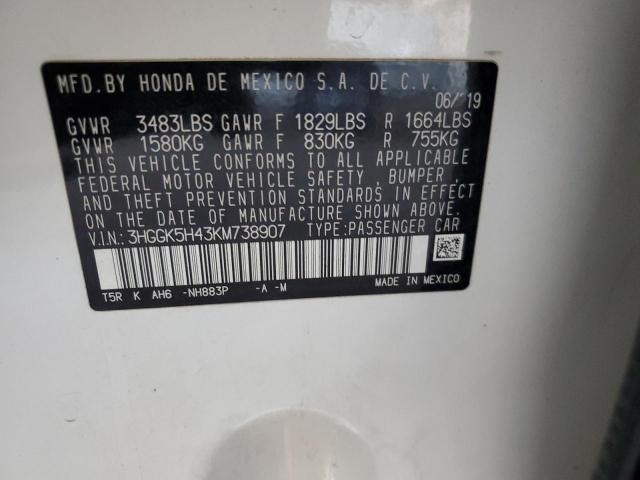 MFD. BY HONDA DE MEXICO S.A. DE C.V.
06/'19
GVWR 3483LBS GAWR F 1829LBS R 1664LBS
GVWR 1580KG GAWR F 830KG R 755KG
THIS VEHICLE CONFORMS TO ALL APPLICABLE
FEDERAL MOTOR VEHICLE SAFETY, BUMPER
AND THEFT PREVENTION STANDARDS IN EFFECT
ON THE DATE OF MANUFACTURE SHOWN ABOVE.
V.I.N.: 3HGGK5H43KM738907 TYPE:PASSENGER CAR
T5R K AH6 -NH883P -A -M MADE IN MEXICO